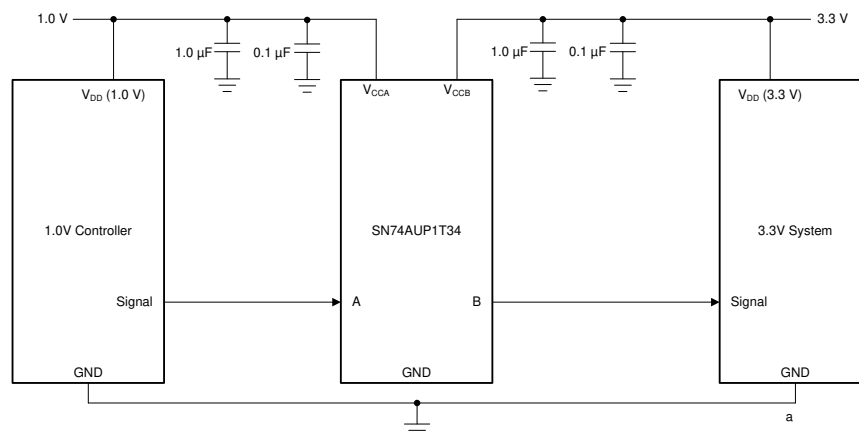 1.0 V
1.0 µF
0.1 µF
1.0 µF
0.1 µF
3.3 V
VDD (1.0 V)
VCCA
VCCB
VDD (3.3 V)
1.0V Controller
SN74AUP1T34
3.3V System
Signal
A
B
Signal
GND
GND
GND
a